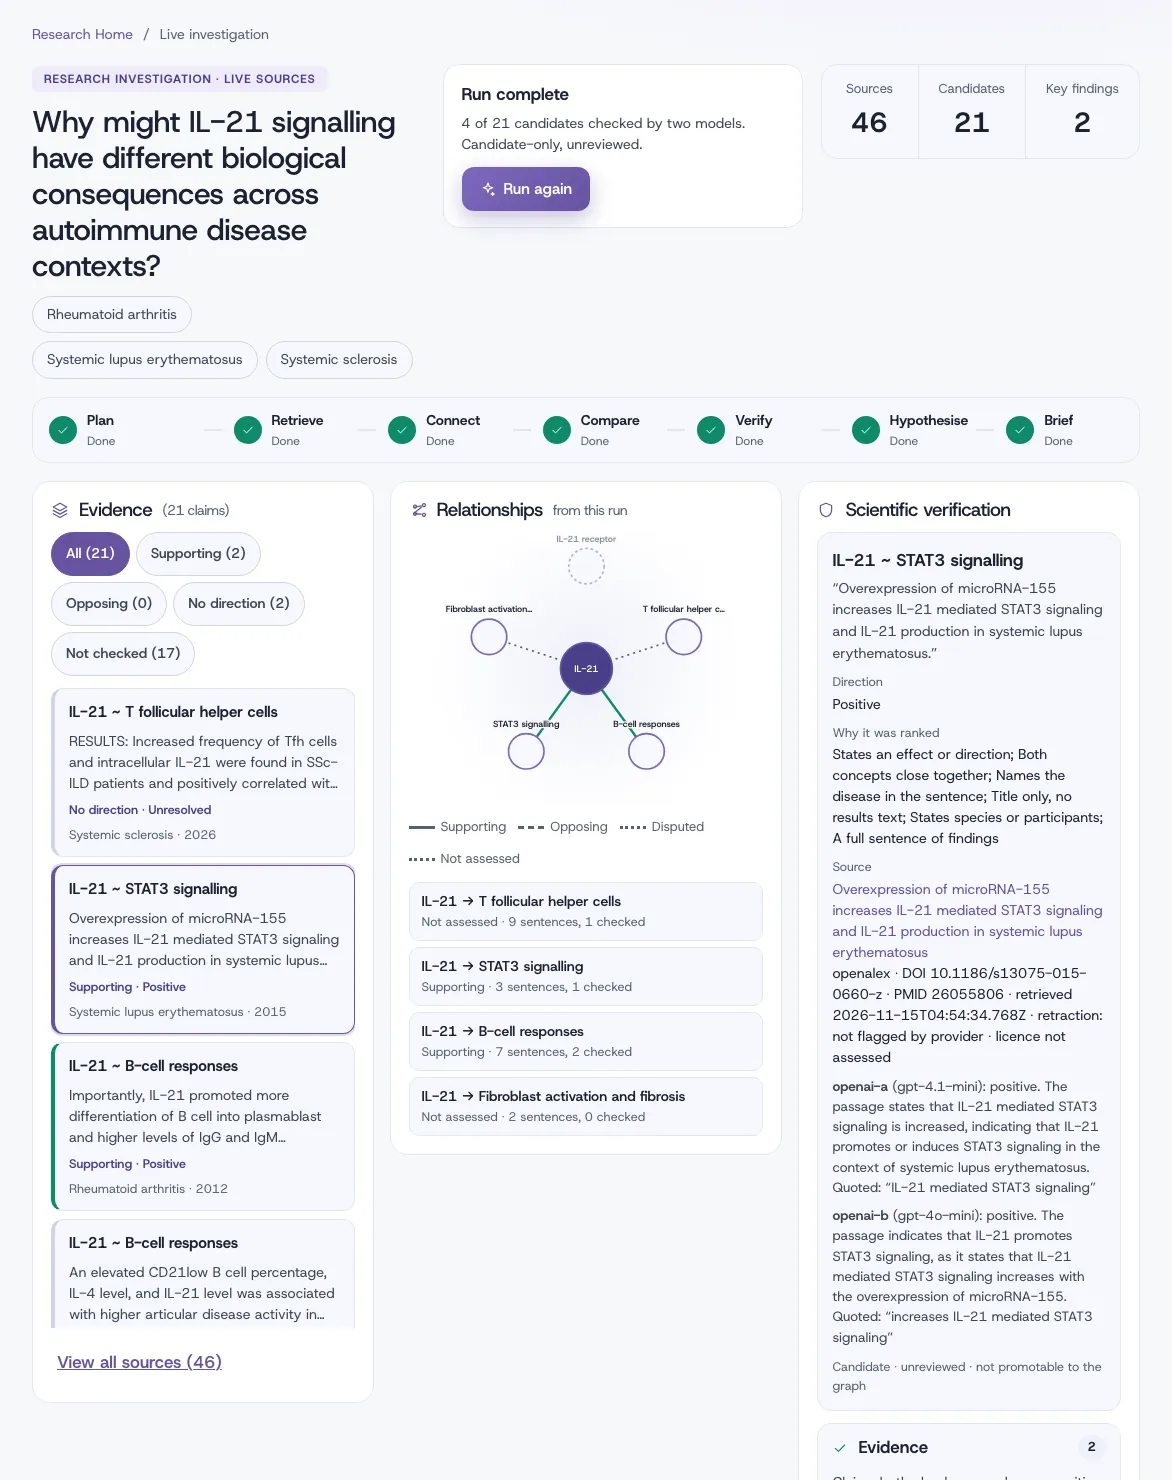 Research Home / Live investigation
RESEARCH INVESTIGATION · LIVE SOURCES
Why might IL-21 signalling
have different biological
consequences across
autoimmune disease
contexts?
Rheumatoid arthritis
Systemic lupus erythematosus
Systemic sclerosis
Run complete
4 of 21 candidates checked by two models.
Candidate-only, unreviewed.
Run again
Sources
46
Candidates
21
Key findings
2
Plan
Done
Retrieve
Done
Connect
Done
Compare
Done
Verify
Done
Hypothesise
Done
Brief
Done
Evidence (21 claims)
All (21)
Supporting (2)
Opposing (0)
No direction (2)
Not checked (17)
IL-21 ~ T follicular helper cells
RESULTS: Increased frequency of Tfh cells
and intracellular IL-21 were found in SSc-
ILD patients and positively correlated wit...
No direction · Unresolved
Systemic sclerosis · 2026
IL-21 ~ STAT3 signalling
Overexpression of microRNA-155
increases IL-21 mediated STAT3 signaling
and IL-21 production in systemic lupus...
Supporting · Positive
Systemic lupus erythematosus · 2015
IL-21 ~ B-cell responses
Importantly, IL-21 promoted more
differentiation of B cell into plasmablast
and higher levels of IgG and IgM...
Supporting · Positive
Rheumatoid arthritis · 2012
IL-21 ~ B-cell responses
An elevated CD21low B cell percentage,
IL-4 level, and IL-21 level was associated
with higher articular disease activity in...
View all sources (46)
Relationships from this run
IL-21 receptor
Fibroblast activation...
T follicular helper c...
IL-21
STAT3 signalling
B-cell responses
Supporting
Opposing
Disputed
Not assessed
IL-21 → T follicular helper cells
Not assessed · 9 sentences, 1 checked
IL-21 → STAT3 signalling
Supporting · 3 sentences, 1 checked
IL-21 → B-cell responses
Supporting · 7 sentences, 2 checked
IL-21 → Fibroblast activation and fibrosis
Not assessed · 2 sentences, 0 checked
Scientific verification
IL-21 ~ STAT3 signalling
“Overexpression of microRNA-155
increases IL-21 mediated STAT3 signaling
and IL-21 production in systemic lupus
erythematosus.”
Direction
Positive
Why it was ranked
States an effect or direction; Both
concepts close together; Names the
disease in the sentence; Title only, no
results text; States species or participants;
A full sentence of findings
Source
Overexpression of microRNA-155
increases IL-21 mediated STAT3 signaling
and IL-21 production in systemic lupus
erythematosus
openalex · DOI 10.1186/s13075-015-
0660-z · PMID 26055806 · retrieved
2026-11-15T04:54:34.768Z · retraction:
not flagged by provider · licence not
assessed
openai-a (gpt-4.1-mini): positive. The
passage states that IL-21 mediated STAT3
signaling is increased, indicating that IL-21
promotes or induces STAT3 signaling in the
context of systemic lupus erythematosus.
Quoted: “IL-21 mediated STAT3 signaling”
openai-b (gpt-4o-mini): positive. The
passage indicates that IL-21 promotes
STAT3 signaling, as it states that IL-21
mediated STAT3 signaling increases with
the overexpression of microRNA-155.
Quoted: “increases IL-21 mediated STAT3
signaling”
Candidate · unreviewed · not promotable to the
graph
Evidence
2